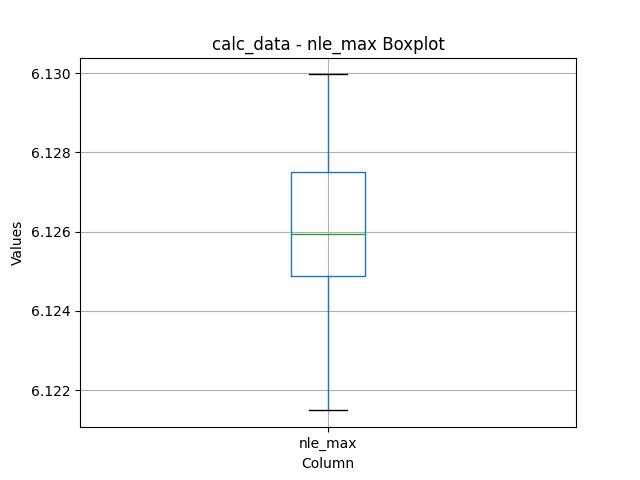 calc_data - nle_max Boxplot
6.130
6.128
6.126
6.124
6.122
Values
nle_max
Column